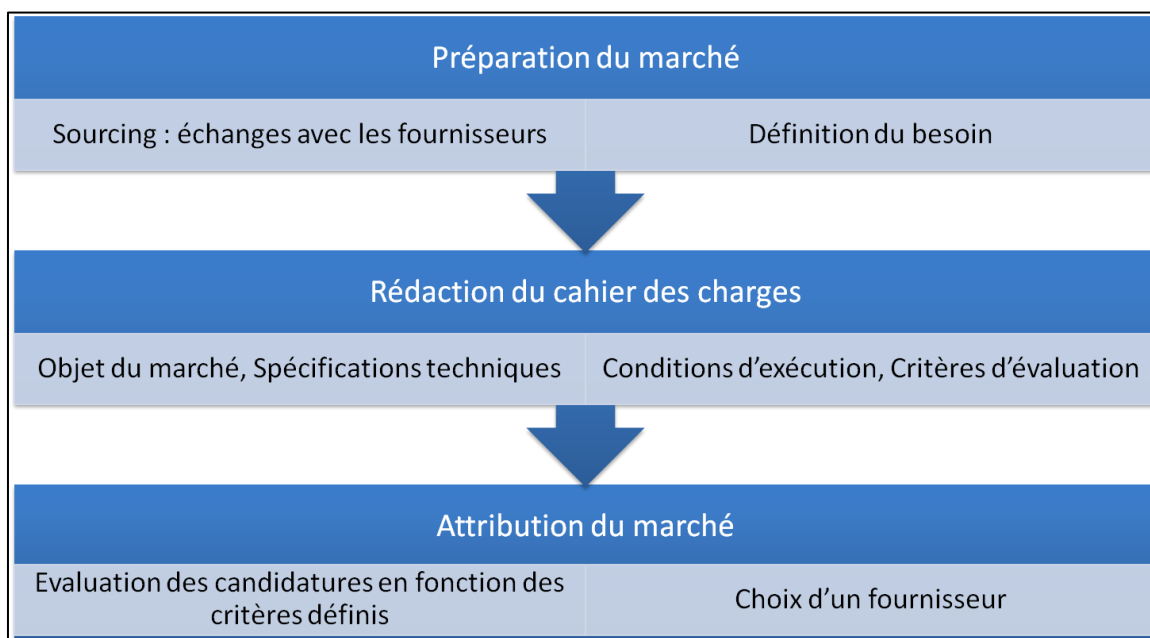 Préparation du marché
Sourcing : échanges avec les fournisseurs
Définition du besoin
Rédaction du cahier des charges
Objet du marché, Spécifications techniques
Conditions d’exécution, Critères d’évaluation
Attribution du marché
Evaluation des candidatures en fonction des
critères définis
Choix d’un fournisseur